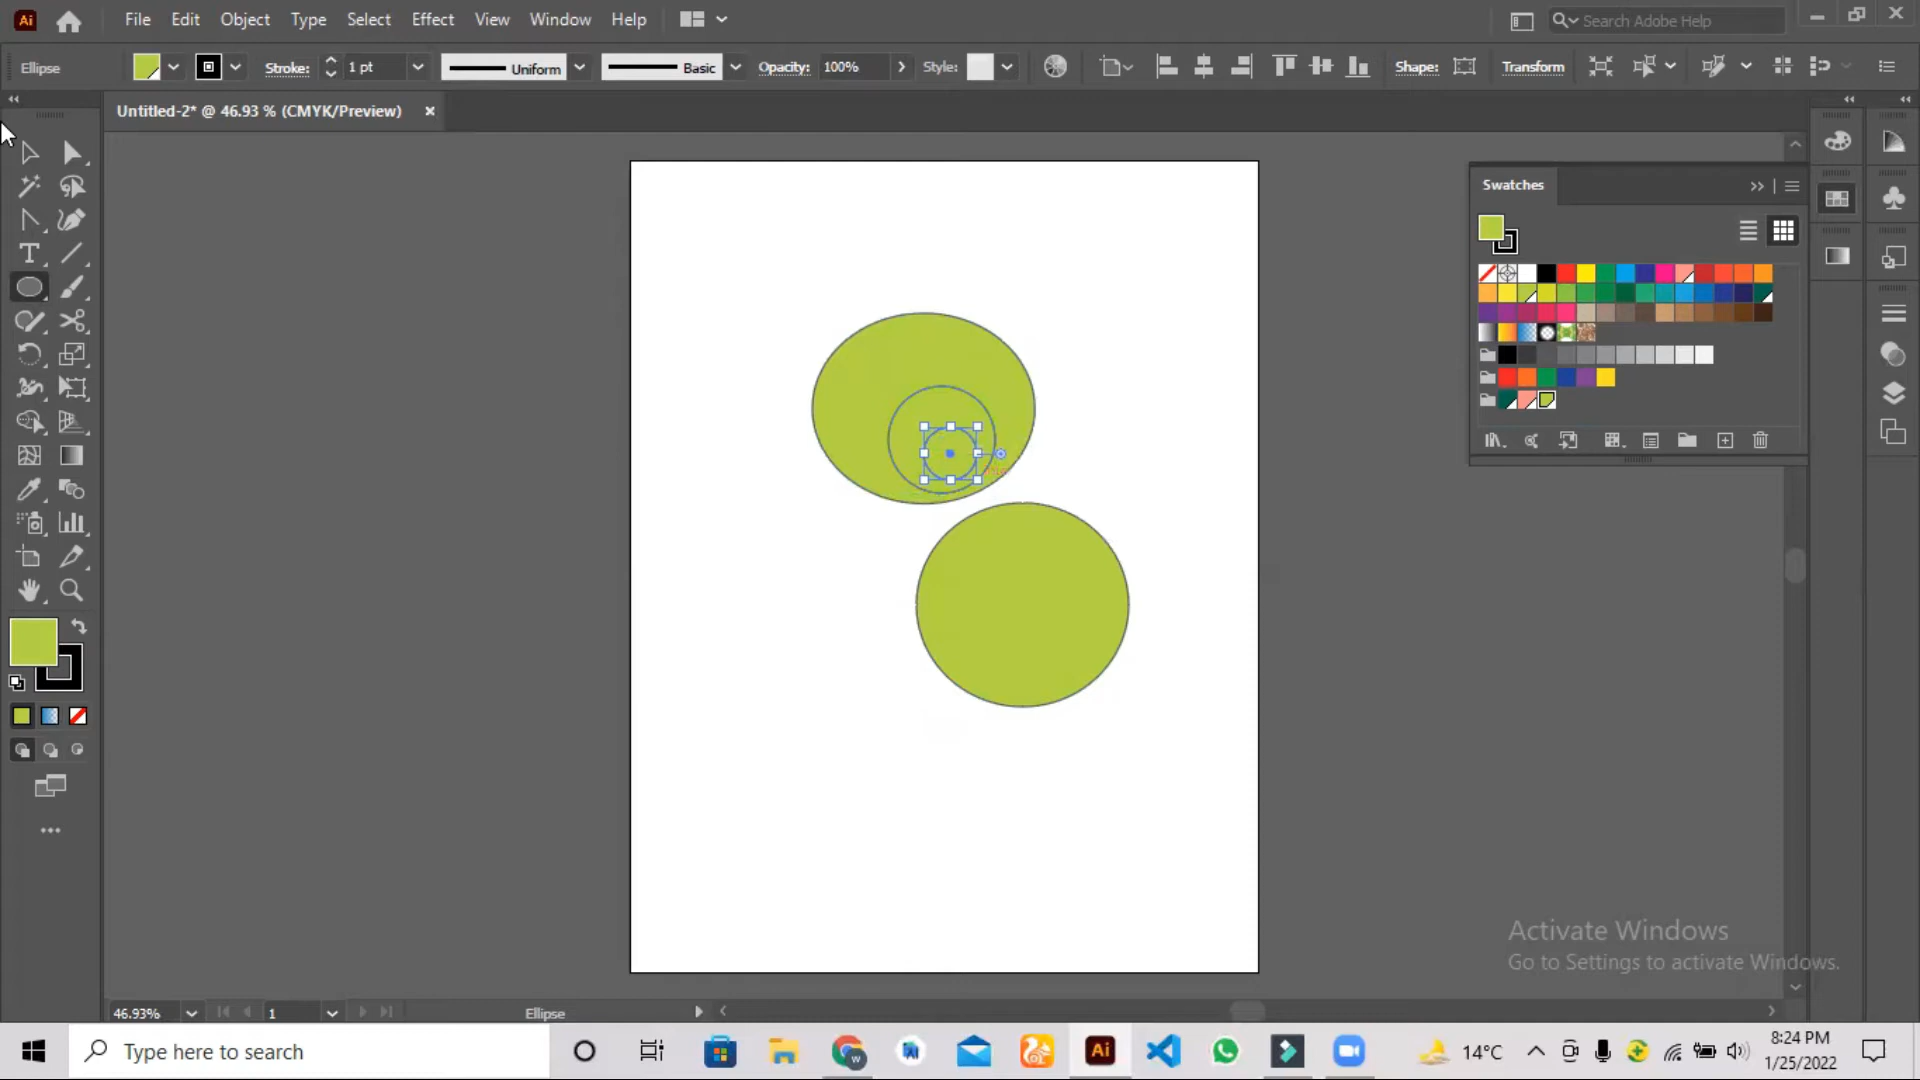 Ai File Edit Object Type Select Effect View Window Help Search Adobe Help
Ellipse Stroke: 1 pt Uniform Basic Opacity: 100% Style: Shape: Transform
Untitled-2* @ 46.93 % (CMYK/Preview)
Swatches
T
Activate Windows
Go to Settings to activate Windows.
46.93% 1 Ellipse
Type here to search
W
Ai
14°C
8:24 PM
1/25/2022